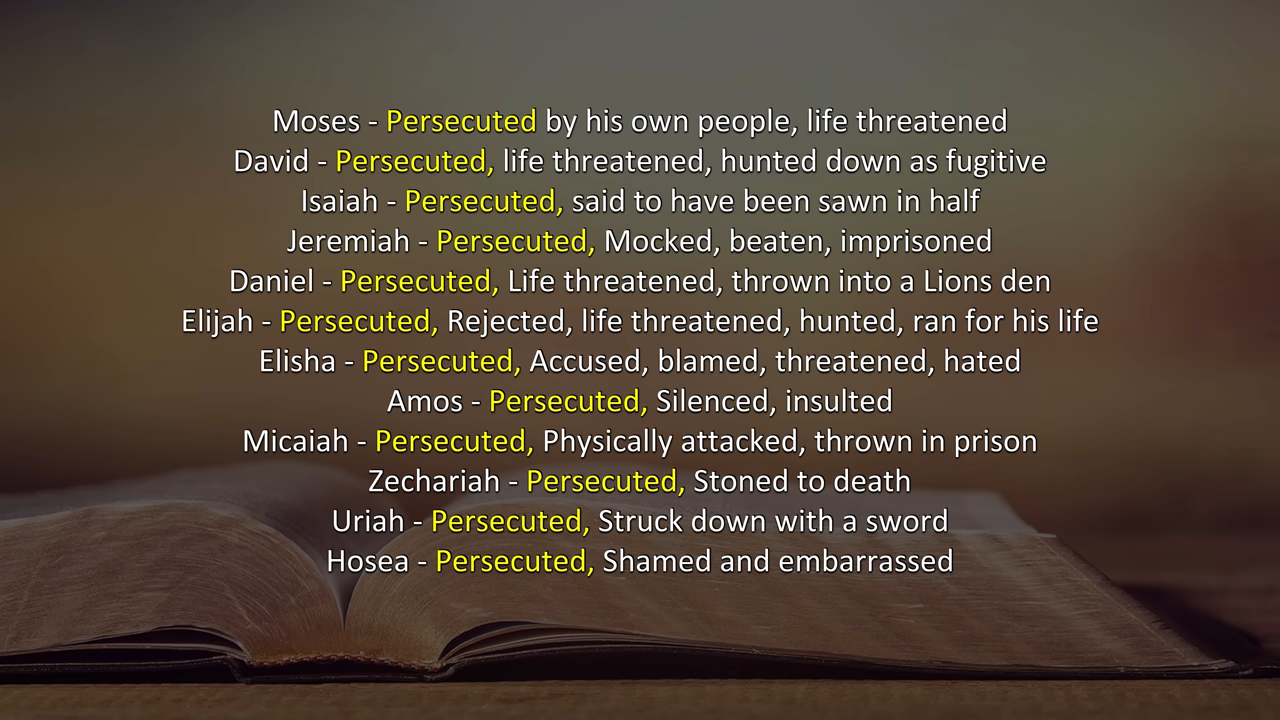 Moses - Persecuted by his own people, life threatened
David - Persecuted, life threatened, hunted down as fugitive
Isaiah - Persecuted, said to have been sawn in half
Jeremiah - Persecuted, Mocked, beaten, imprisoned
Daniel - Persecuted, Life threatened, thrown into a Lions den
Elijah - Persecuted, Rejected, life threatened, hunted, ran for his life
Elisha - Persecuted, Accused, blamed, threatened, hated
Amos - Persecuted, Silenced, insulted
Micaiah - Persecuted, Physically attacked, thrown in prison
Zechariah - Persecuted, Stoned to death
Uriah - Persecuted, Struck down with a sword
Hosea - Persecuted, Shamed and embarrassed